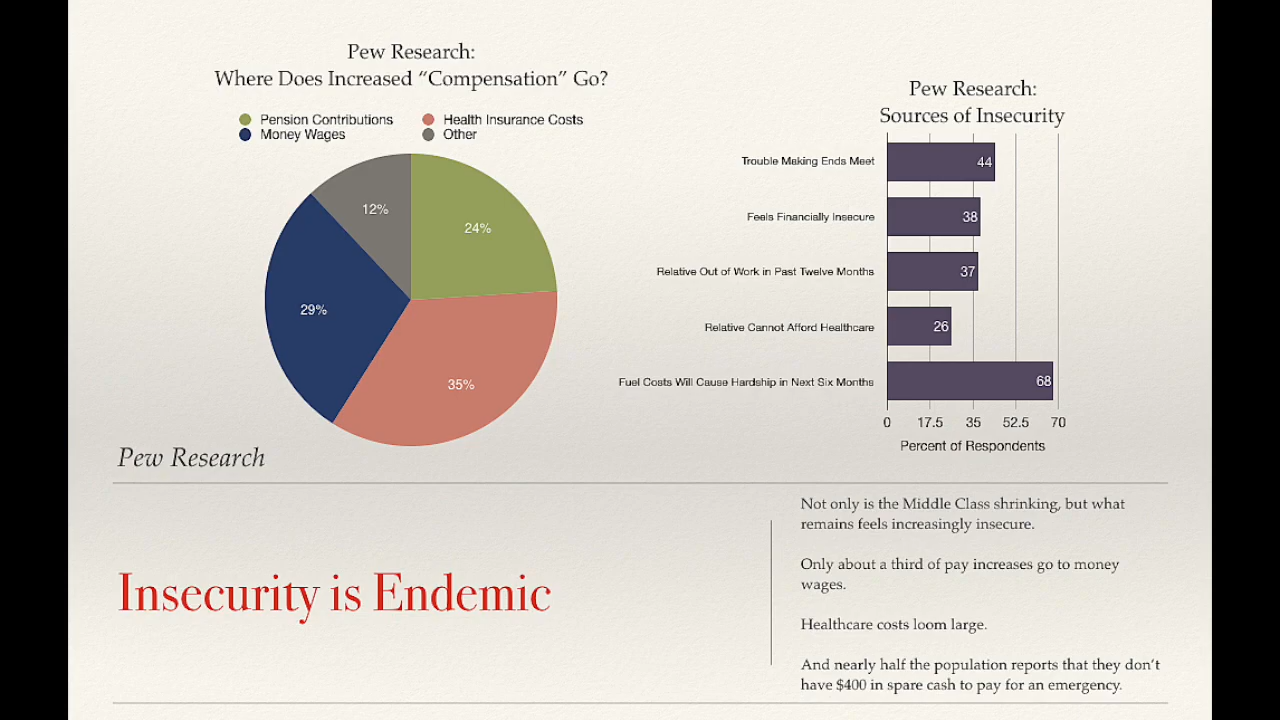 Pew Research:
Where Does Increased “Compensation” Go?
Pension Contributions
Health Insurance Costs
Money Wages
Other
12%
24%
29%
35%
Pew Research:
Sources of Insecurity
Trouble Making Ends Meet
44
Feels Financially Insecure
38
Relative Out of Work in Past Twelve Months
37
Relative Cannot Afford Healthcare
26
Fuel Costs Will Cause Hardship in Next Six Months
68
0 17.5 35 52.5 70
Percent of Respondents
Pew Research
Insecurity is Endemic
Not only is the Middle Class shrinking, but what
remains feels increasingly insecure.
Only about a third of pay increases go to money
wages.
Healthcare costs loom large.
And nearly half the population reports that they don’t
have $400 in spare cash to pay for an emergency.